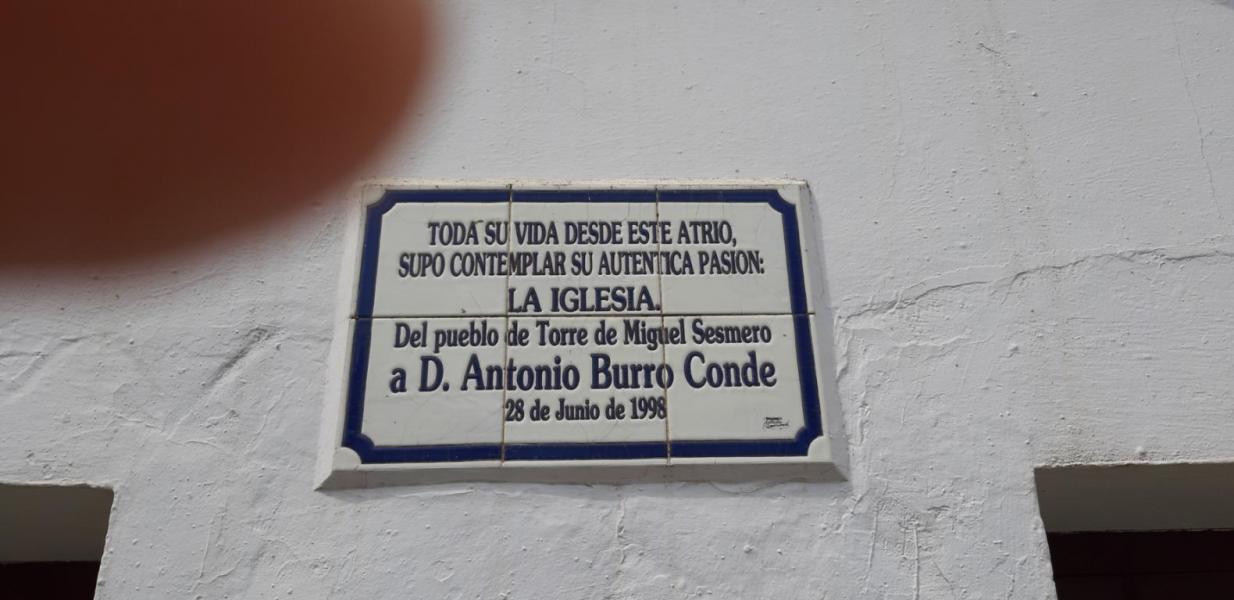 TODA SU VIDA DESDE ESTE ATRIO,
SUPO CONTEMPLAR SU AUTENTICA PASION:
LA IGLESIA.
Del pueblo de Torre de Miguel Sesmero
a D. Antonio Burro Conde
28 de Junio de 1998